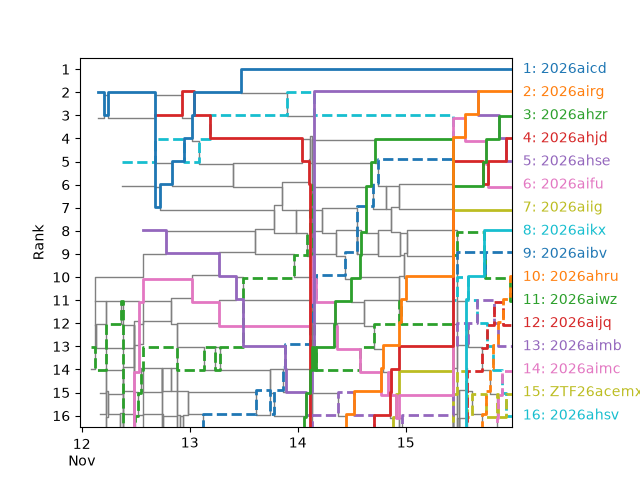 1
2
3
4
5
6
7
8
9
10
11
12
13
14
15
16
Rank
12
13
14
15
Nov
1: 2026aicd
2: 2026airg
3: 2026ahzr
4: 2026ahjd
5: 2026ahse
6: 2026aifu
7: 2026aiig
8: 2026aikx
9: 2026aibv
10: 2026ahru
11: 2026aiwz
12: 2026aijq
13: 2026aimb
14: 2026aimc
15: ZTF26acemx
16: 2026ahsv